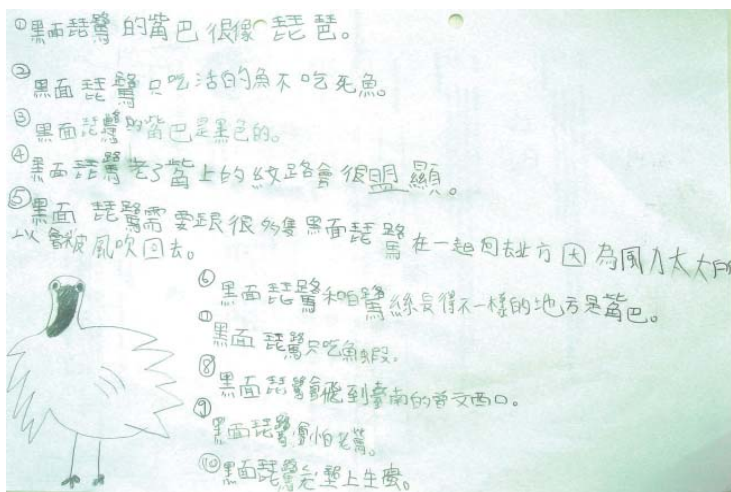 ①黑面琵鷺的嘴巴很像琵琶。
②黑面琵鷺只吃活的魚不吃死魚。
③黑面琵鷺的嘴巴是黑色的。
④黑面琵鷺老了嘴上的紋路會很明顯。
⑤黑面琵鷺需要跟很多隻黑面琵鷺在一起回去北方因為風力太大所
以會被風吹回去。
⑥黑面琵鷺和白鷺絲長得不一樣的地方是嘴巴。
黑面琵鷺只吃魚蝦。
⑧黑面琵鷺會飛到臺南的曾文西口。
⑨黑面琵鷺會怕老鷹。
⑩黑面琵鷺 上生蛋。